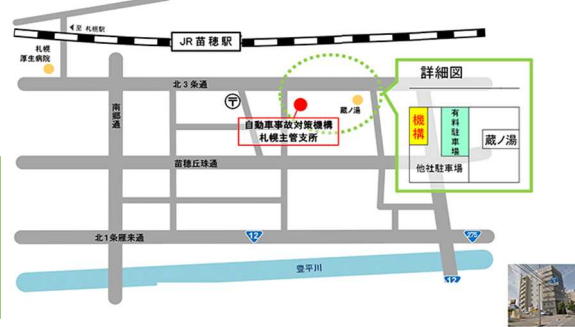 至 札幌駅
JR苗穂駅
札幌
厚生病院
北3条通
南郷通
〒
蔵ノ湯
自動車事故対策機構
札幌主管支所
詳細図
機構
有料駐車場
蔵ノ湯
他社駐車場
苗穂丘珠通
北1条雁来通
12
275
豊平川
12